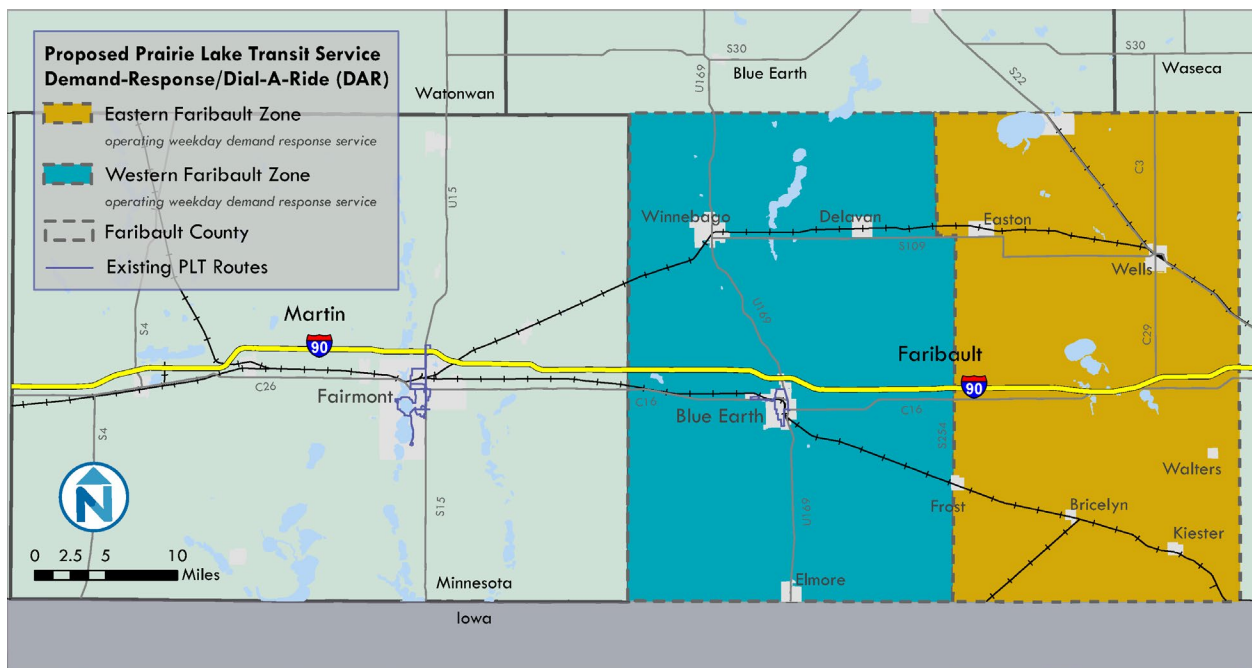 Proposed Prairie Lake Transit Service
Demand-Response/Dial-A-Ride (DAR)
Eastern Faribault Zone
operating weekday demand response service
Western Faribault Zone
operating weekday demand response service
Faribault County
Existing PLT Routes
S30
S30
U169
Blue Earth
S22
Waseca
Watonwan
U15
C3
Winnebago
Delavan
Easton
S109
Wells
U169
S4
Martin
90
C29
Faribault
90
C26
Fairmont
C16
Blue Earth
C16
S254
S4
Walters
S15
U169
Frost
Bricelyn
Kiester
N
0 2.5 5 10
Miles
Minnesota
Elmore
Iowa